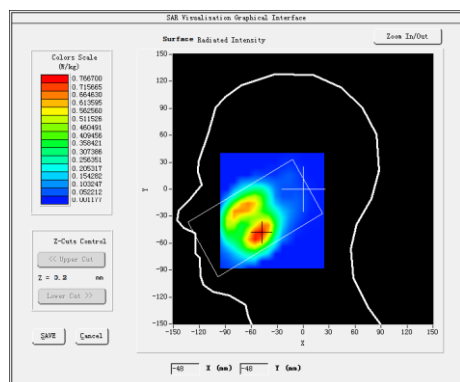 SAR Visualisation Graphical Interface
Surface Radiated Intensity
Zoom In/Out
Colors Scale
(W/kg)
0.766700
0.715665
0.664630
0.613595
0.562560
0.511526
0.460491
0.409456
0.358421
0.307386
0.256351
0.205317
0.154282
0.103247
0.052212
0.001177
Z-Cuts Control
<< Upper Cut
Z = 3.2 mm
Lower Cut >>
SAVE Cancel
150
120
90
60
30
0
-30
-60
-90
-120
-150
Y
-150 -120 -90 -60 -30 0 30 60 90 120 150
X
-48 X (mm) -48 Y (mm)